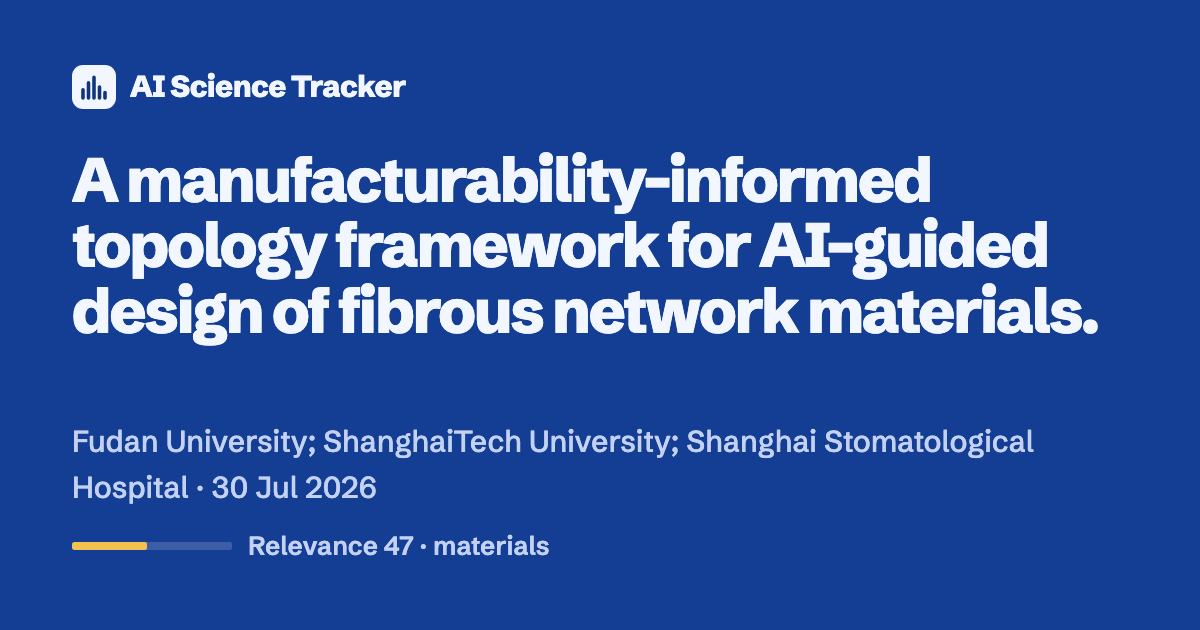 AI Science Tracker
A manufacturability-informed
topology framework for AI-guided
design of fibrous network materials.
Fudan University; ShanghaiTech University; Shanghai Stomatological
Hospital · 30 Jul 2026
Relevance 47 · materials